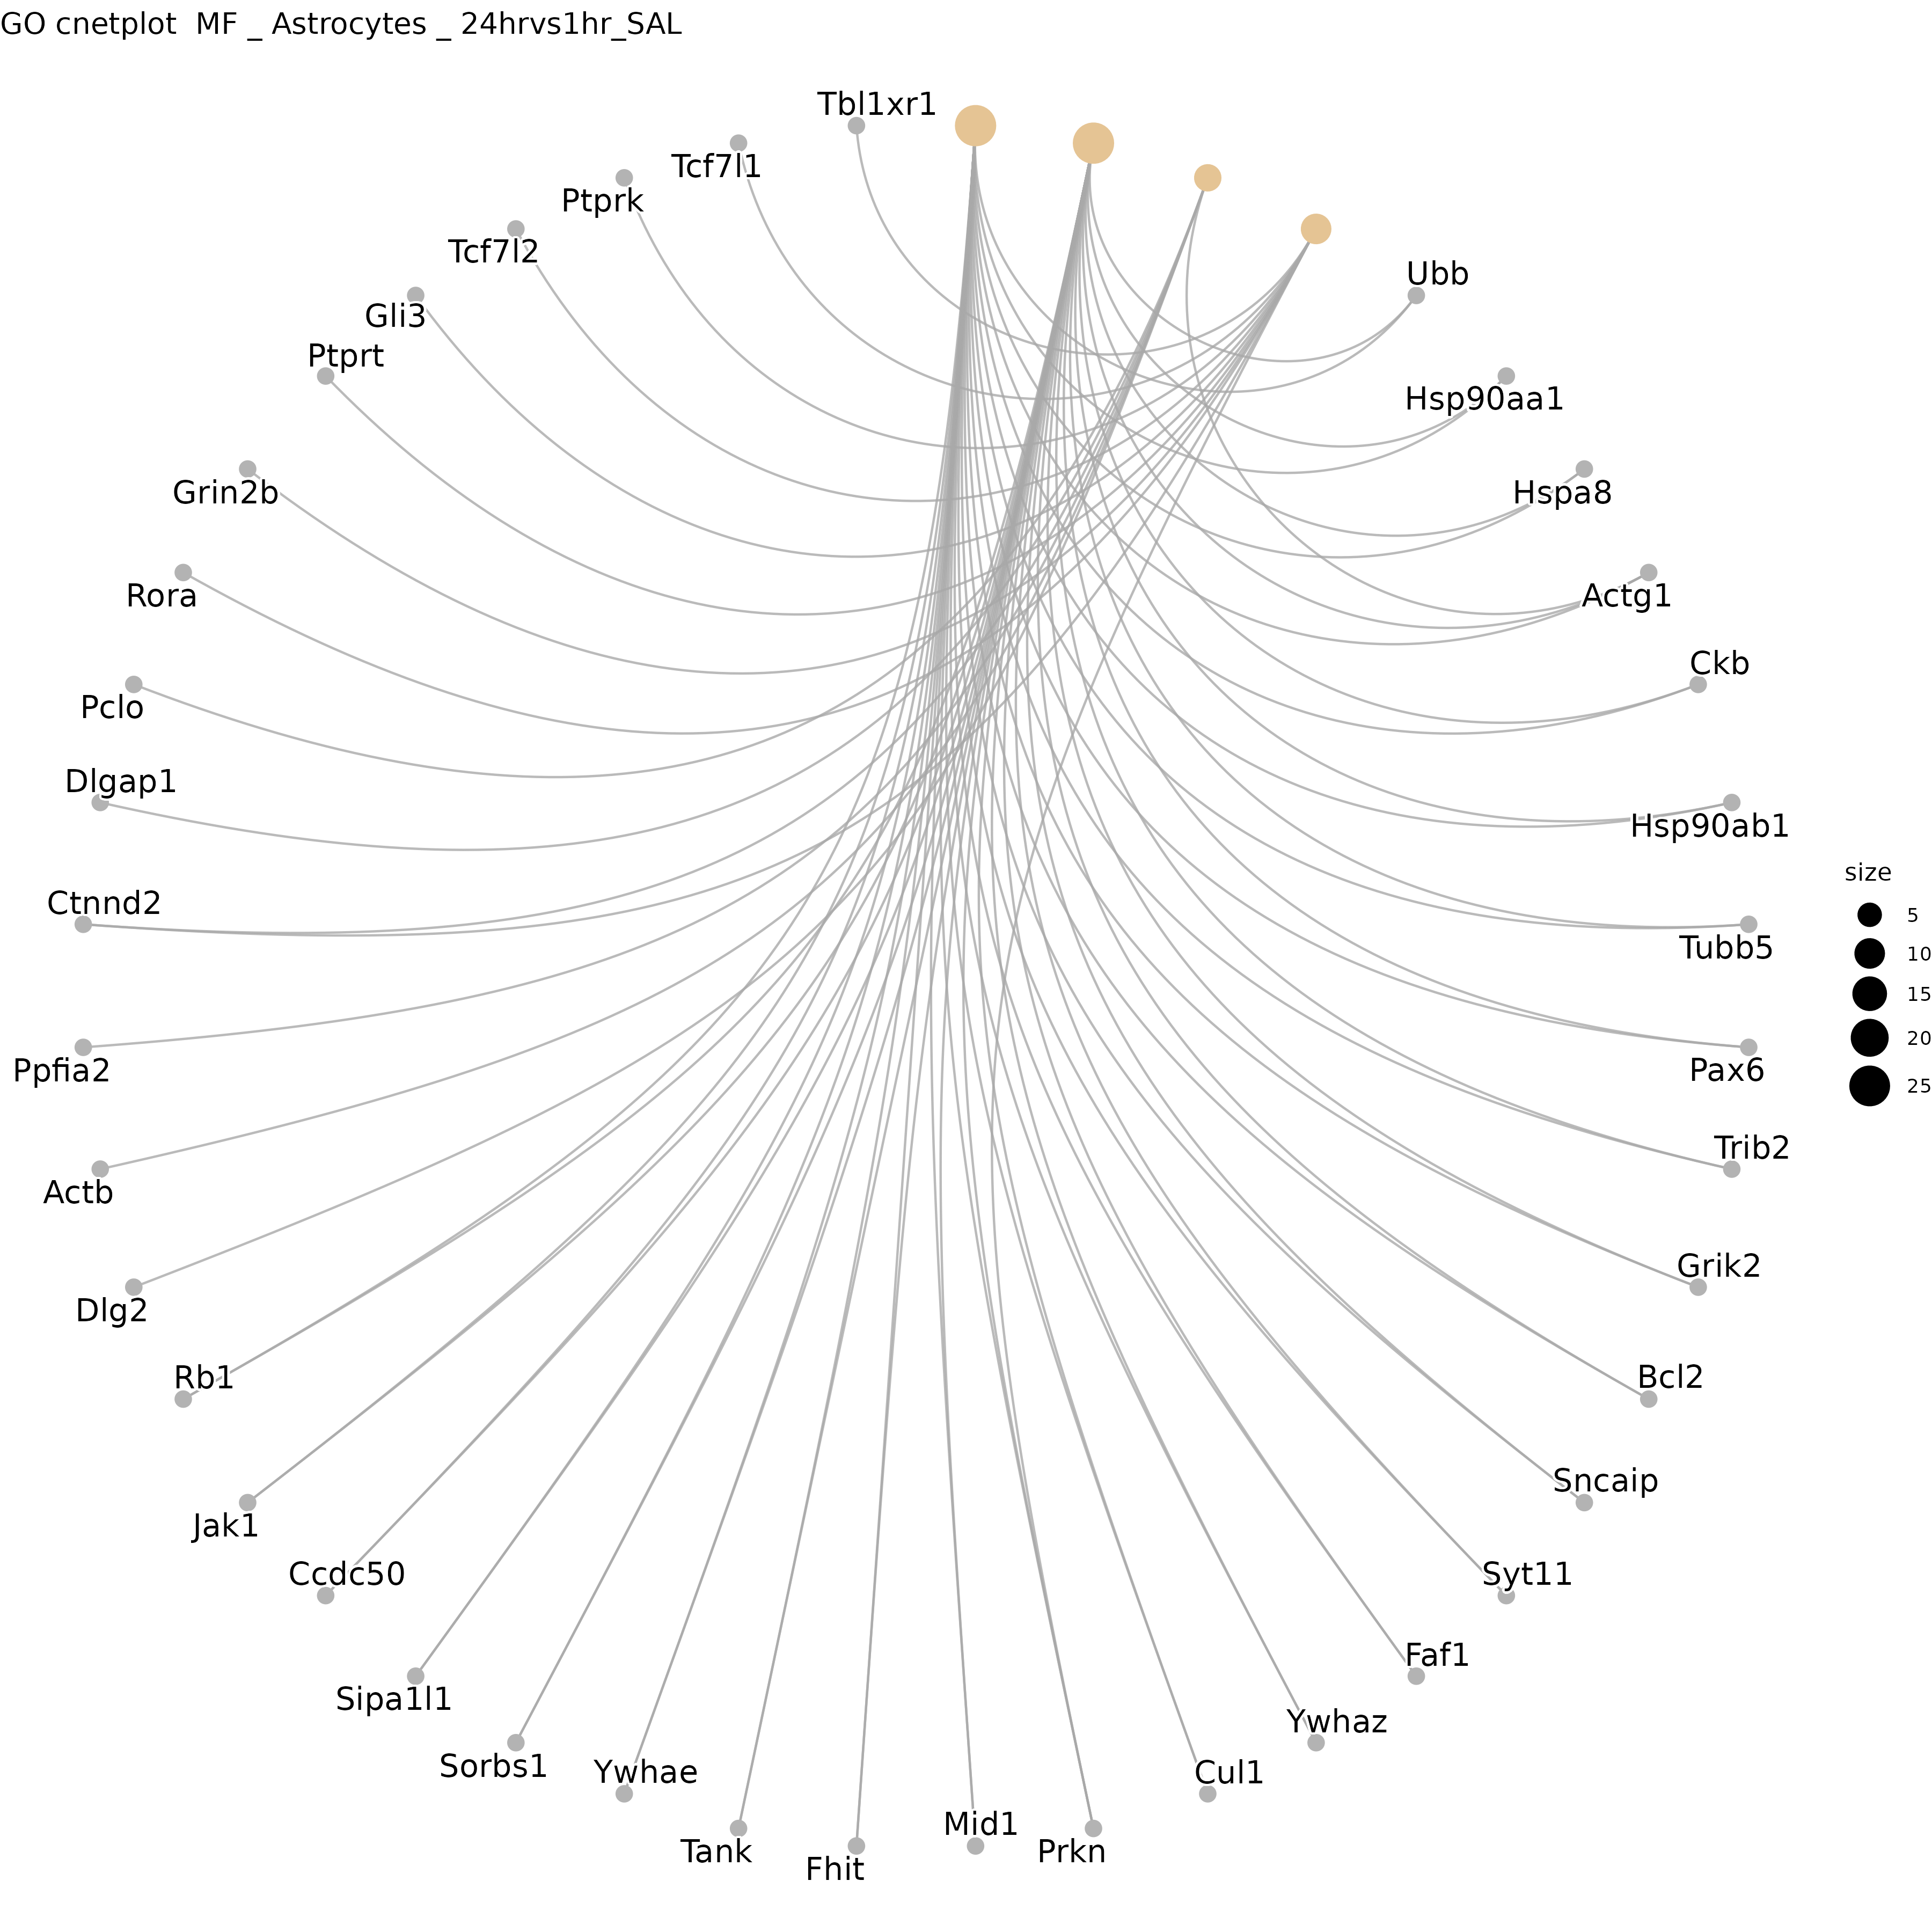 GO cnetplot  MF _ Astrocytes _ 24hrvs1hr_SAL
Tbl1xr1
Tcf7l1
Ptprk
Tcf7l2
Ubb
Gli3
Ptprt
Hsp90aa1
Grin2b
Hspa8
Rora
Actg1
Ckb
Pclo
Dlgap1
Hsp90ab1
size
5
10
15
20
25
Ctnnd2
Tubb5
Ppfia2
Pax6
Trib2
Actb
Grik2
Dlg2
Rb1
Bcl2
Sncaip
Jak1
Ccdc50
Syt11
Faf1
Sipa1l1
Ywhaz
Sorbs1
Ywhae
Cul1
Mid1
Tank
Prkn
Fhit